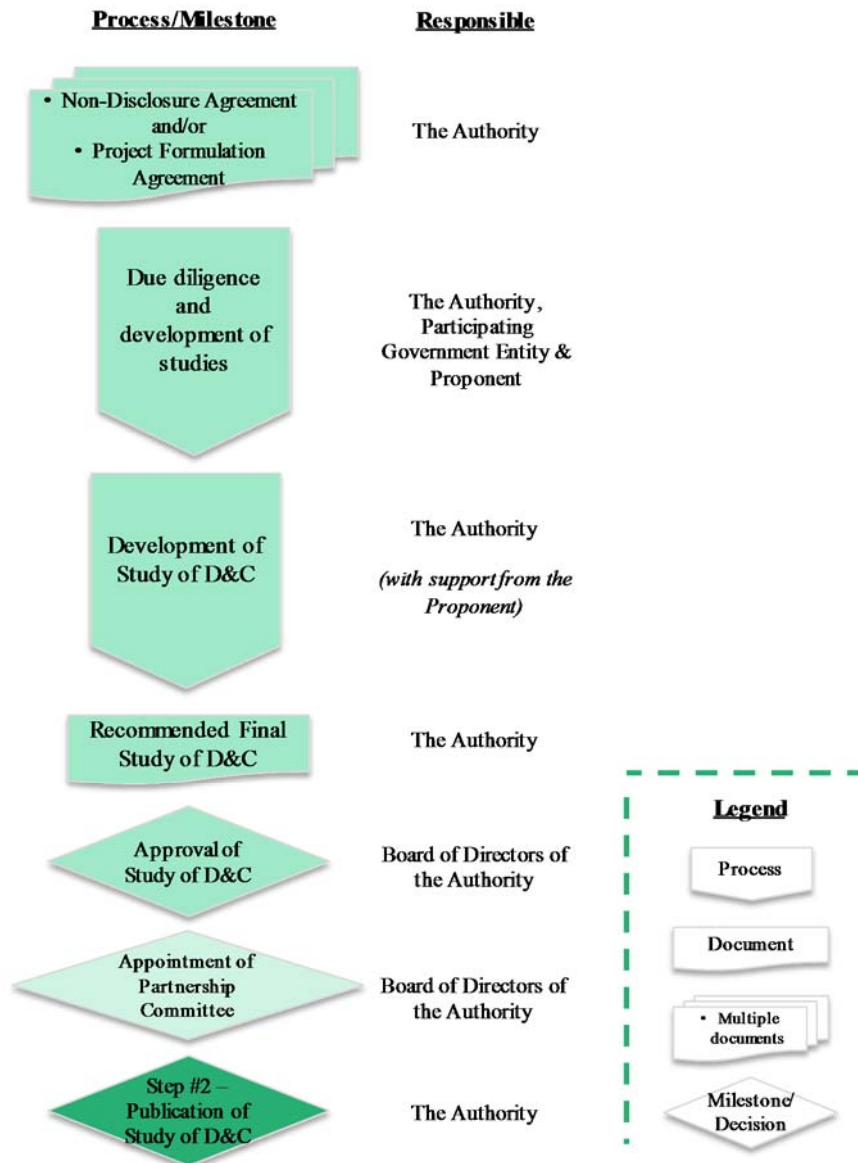 Process/Milestone
Responsible
• Non-Disclosure Agreement
and/or
• Project Formulation
Agreement
The Authority
Due diligence
and
development of
studies
The Authority,
Participating
Government Entity &
Proponent
Development of
Study of D&C
The Authority
(with support from the
Proponent)
Recommended Final
Study of D&C
The Authority
Approval of
Study of D&C
Board of Directors of
the Authority
Appointment of
Partnership
Committee
Board of Directors of
the Authority
Step #2 –
Publication of
Study of D&C
The Authority
Legend
Process
Document
• Multiple
documents
Milestone/
Decision